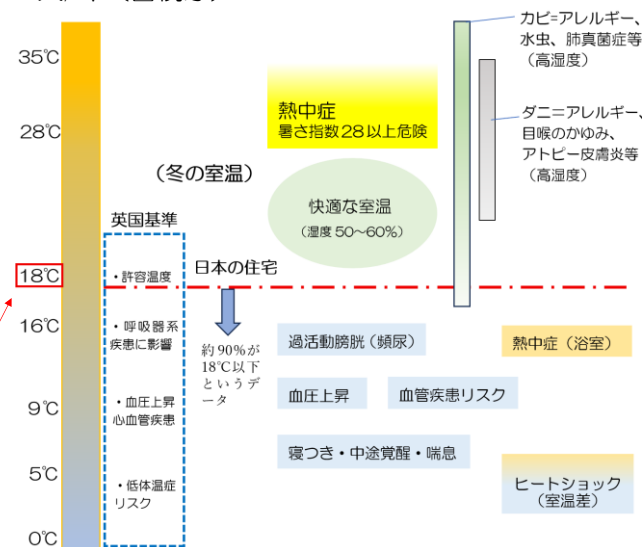 35℃
28℃
18℃
16℃
9℃
5℃
0℃
（冬の室温）
英国基準
・許容温度
・呼吸器系
疾患に影響
・血圧上昇
心血管疾患
・低体温症
リスク
日本の住宅
約90%が
18℃以下
というデ
ータ
熱中症
暑さ指数28以上危険
快適な室温
（湿度50～60%）
カビ=アレルギー、
水虫、肺真菌症等
（高湿度）
ダニ=アレルギー、
目喉のかゆみ、
アトピー皮膚炎等
（高湿度）
過活動膀胱（頻尿）
熱中症（浴室）
血圧上昇
血管疾患リスク
寝つき・中途覚醒・喘息
ヒートショック
（室温差）